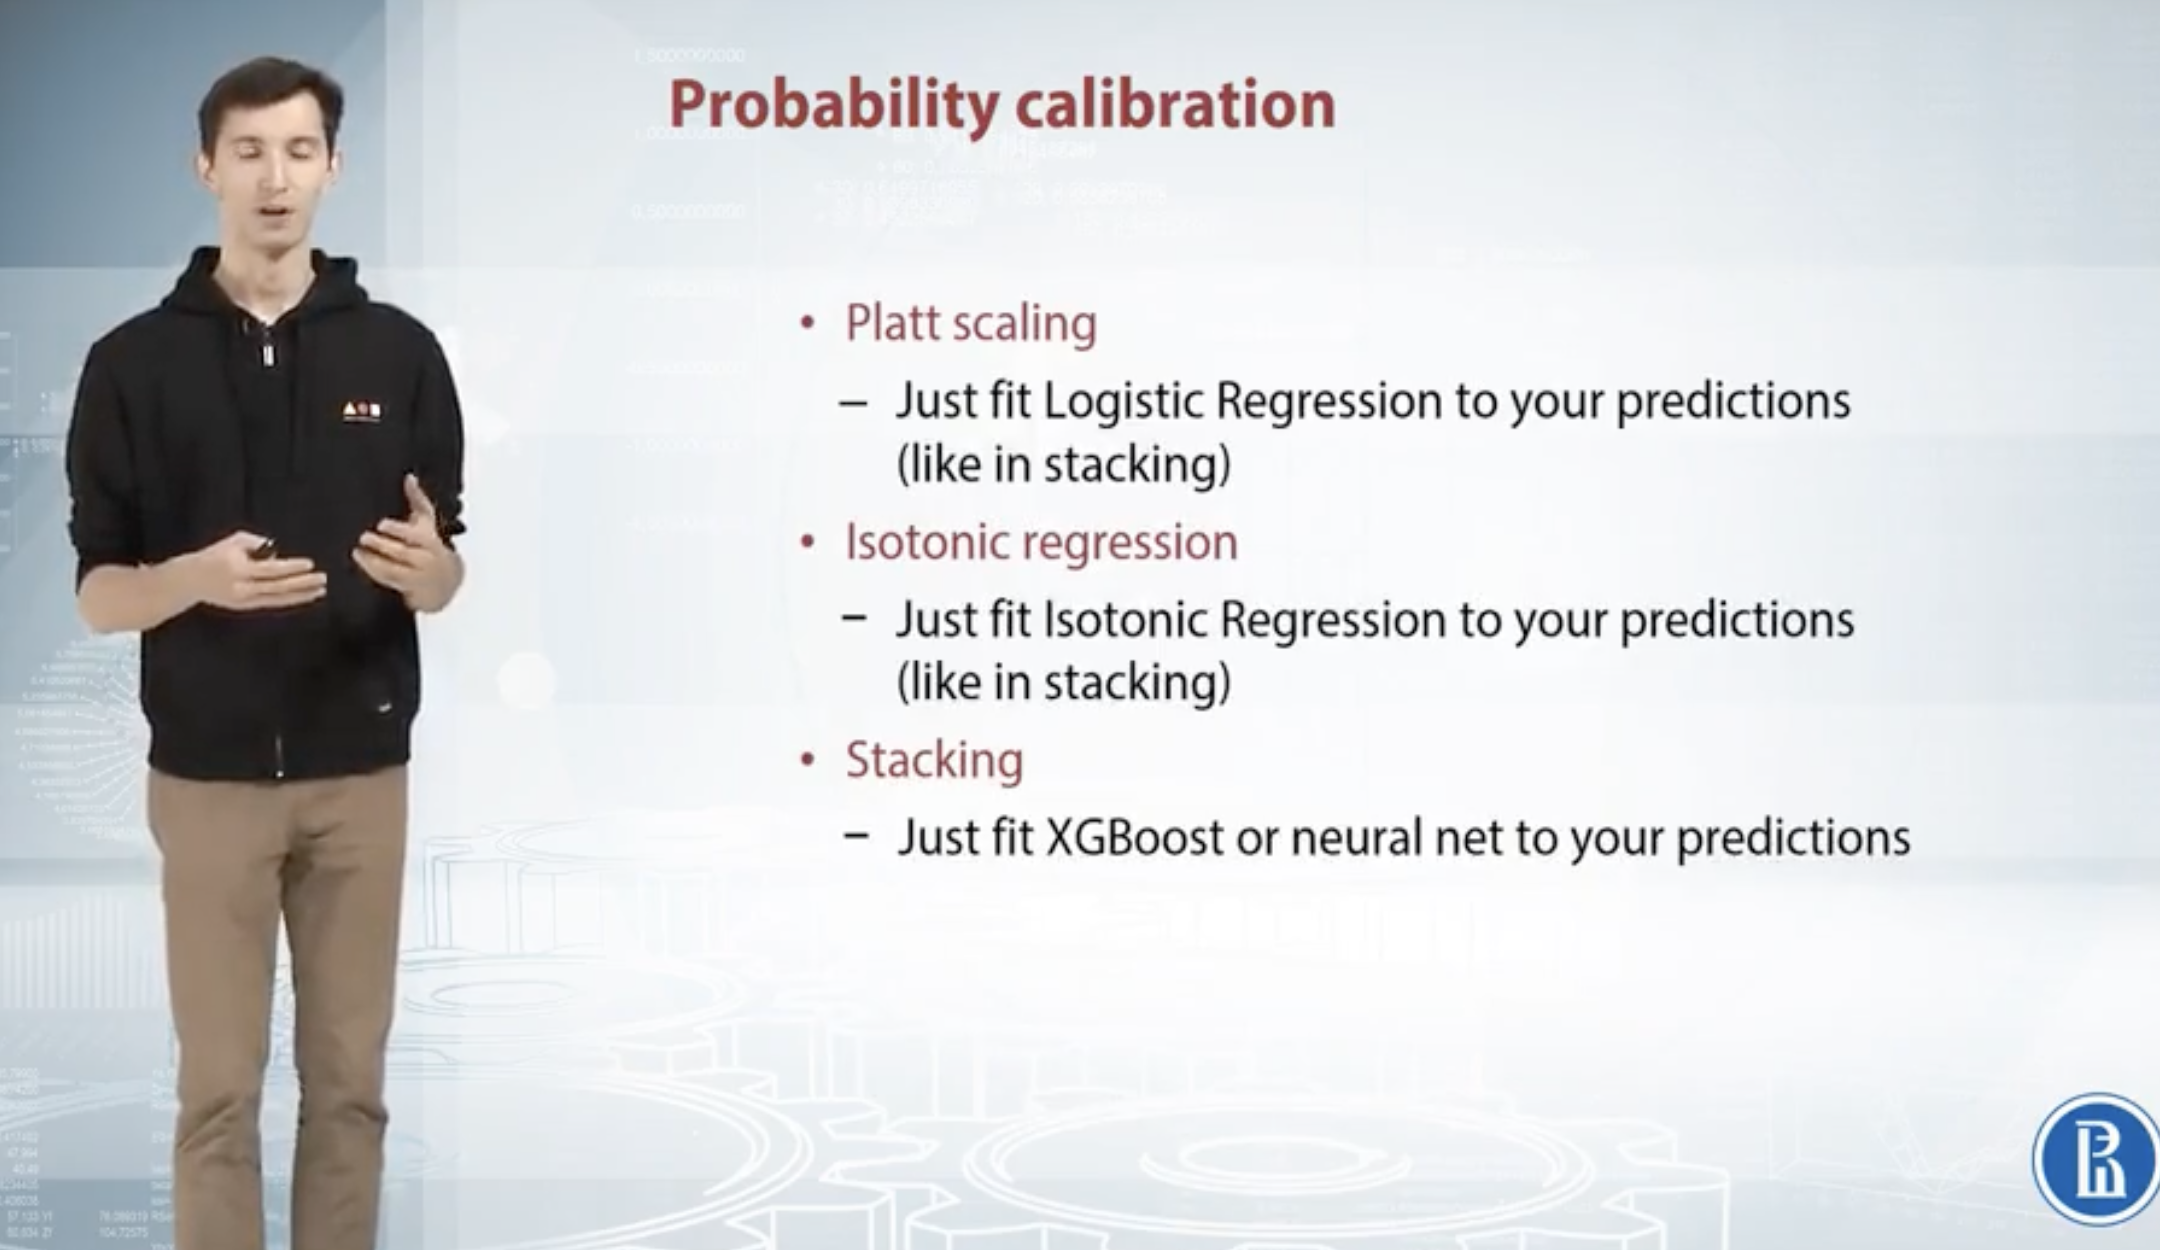 Probability calibration
• Platt scaling
– Just fit Logistic Regression to your predictions
(like in stacking)
• Isotonic regression
– Just fit Isotonic Regression to your predictions
(like in stacking)
• Stacking
– Just fit XGBoost or neural net to your predictions